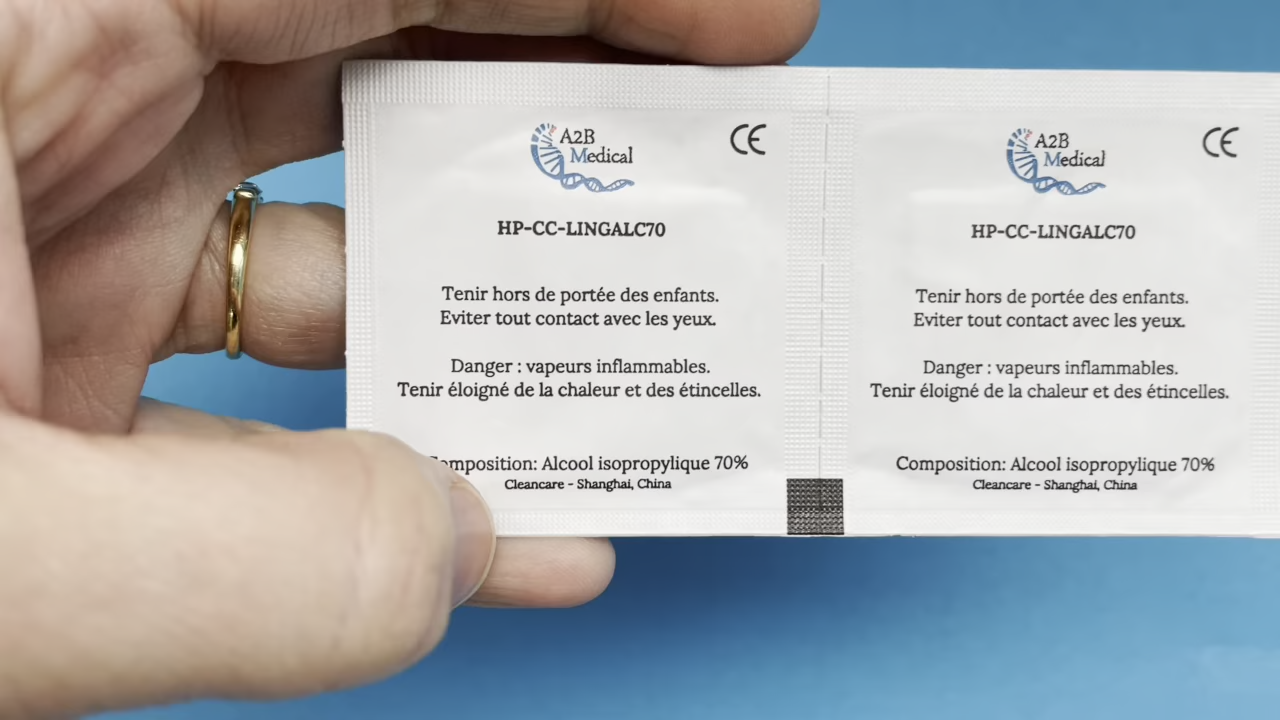 A2B
Medical
CE
HP-CC-LINGALC70
Tenir hors de portée des enfants.
Eviter tout contact avec les yeux.
Danger : vapeurs inflammables.
Tenir éloigné de la chaleur et des étincelles.
Alcool isopropylique 70%
Cleancare - Shanghai, China
A2B
Medical
CE
HP-CC-LINGALC70
Tenir hors de portée des enfants.
Eviter tout contact avec les yeux.
Danger : vapeurs inflammables.
Tenir éloigné de la chaleur et des étincelles.
Composition: Alcool isopropylique 70%
Cleancare - Shanghai, China